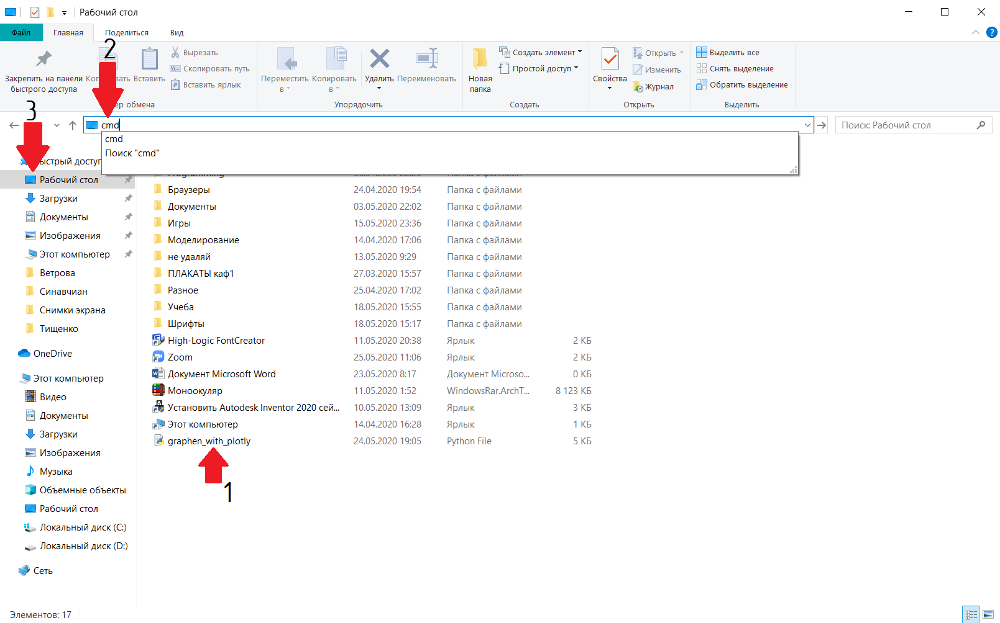 Рабочий стол
Файл
Главная
Поделиться
Вид
2
Закрепить на панели
быстрого доступа
Вставить
Вырезать
Скопировать путь
Вставить ярлык
обмена
Переместить
в
Копировать
в
Удалить
Переименовать
Упорядочить
Новая
папка
Создать элемент
Простой доступ
Создать
Свойства
Открыть
Изменить
Журнал
Открыть
Выделить все
Снять выделение
Обратить выделение
Выделить
3
cmd
Поиск: Рабочий стол
cmd
Поиск "cmd"
Рабочий стол
Загрузки
Документы
Изображения
Этот компьютер
Ветрова
Синавчиан
Снимки экрана
Тищенко
OneDrive
Этот компьютер
Видео
Документы
Загрузки
Изображения
Музыка
Объемные объекты
Рабочий стол
Локальный диск (C:)
Локальный диск (D:)
Сеть
Браузеры 24.04.2020 19:54 Папка с файлами
Документы 03.05.2020 22:02 Папка с файлами
Игры 15.05.2020 23:36 Папка с файлами
Моделирование 14.04.2020 17:06 Папка с файлами
не удаляй 13.05.2020 9:29 Папка с файлами
ПЛАКАТЫ каф1 27.03.2020 15:57 Папка с файлами
Разное 25.04.2020 17:02 Папка с файлами
Учеба 18.05.2020 15:55 Папка с файлами
Шрифты 18.05.2020 15:17 Папка с файлами
High-Logic FontCreator 11.05.2020 20:38 Ярлык 2 КБ
Zoom 25.05.2020 11:06 Ярлык 2 КБ
Документ Microsoft Word 23.05.2020 8:17 Документ Microso... 0 КБ
Моноокуляр 11.05.2020 1:52 WindowsRar.ArchT... 8 123 КБ
Установить Autodesk Inventor 2020 сей... 10.05.2020 13:09 Ярлык 3 КБ
Этот компьютер 14.04.2020 16:28 Ярлык 1 КБ
graphen_with_plotly 24.05.2020 19:05 Python File 5 КБ
1
Элементов: 17